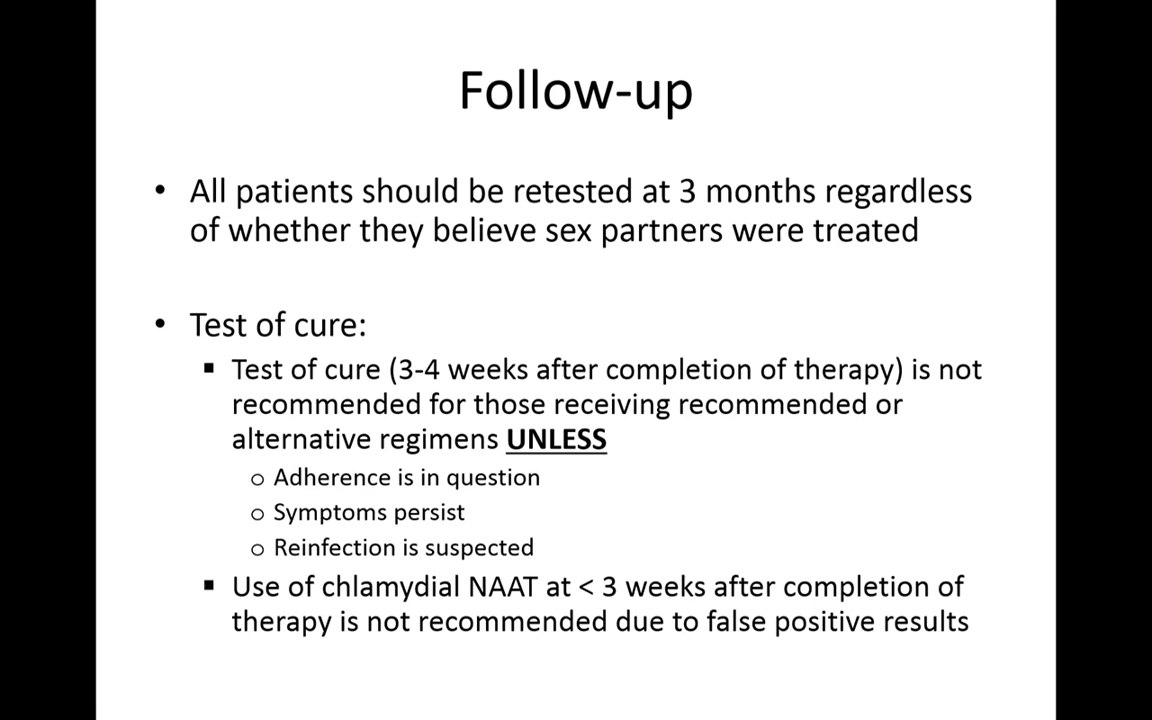 Follow-up
• All patients should be retested at 3 months regardless
of whether they believe sex partners were treated
• Test of cure:
▪ Test of cure (3-4 weeks after completion of therapy) is not
recommended for those receiving recommended or
alternative regimens UNLESS
o Adherence is in question
o Symptoms persist
o Reinfection is suspected
▪ Use of chlamydial NAAT at < 3 weeks after completion of
therapy is not recommended due to false positive results